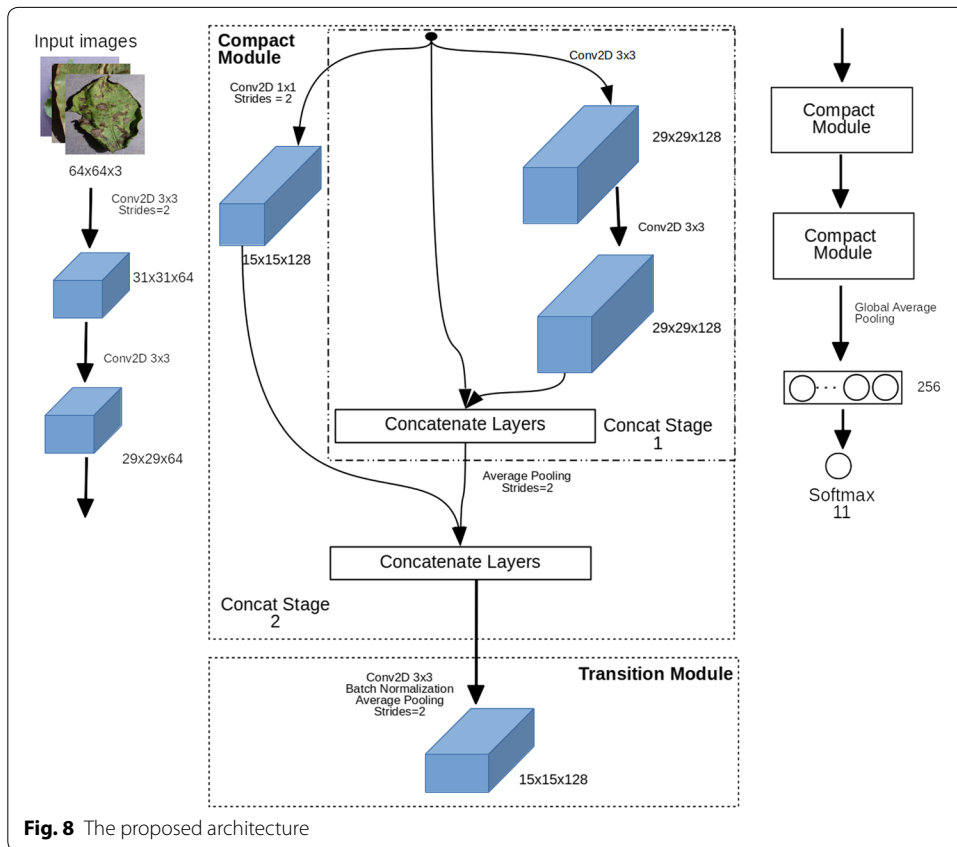 Input images
64x64x3
Conv2D 3x3
Strides=2
31x31x64
Conv2D 3x3
29x29x64
Compact
Module
Conv2D 1x1
Strides = 2
15x15x128
Conv2D 3x3
29x29x128
Conv2D 3x3
29x29x128
Concatenate Layers
Concat Stage
1
Average Pooling
Strides=2
Concatenate Layers
Concat Stage
2
Transition Module
Conv2D 3x3
Batch Normalization
Average Pooling
Strides=2
15x15x128
Compact
Module
Compact
Module
Global Average
Pooling
...
256
Softmax
11
Fig. 8 The proposed architecture